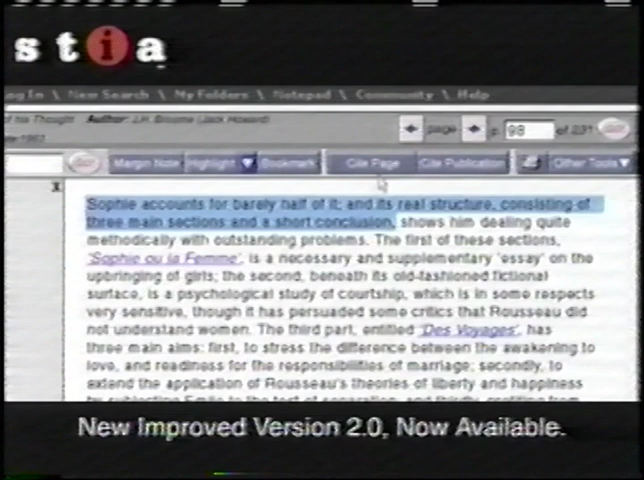 stia
Log In \ New Search \ My Folders \ Notepad \ Community \ Help
of his Thought Author: J.H. Broome (Jack Howard)
page p. 98 of 231
Margin Note Highlight Bookmark Cite Page Cite Publication Other Tools
x
Sophie accounts for barely half of it; and its real structure, consisting of
three main sections and a short conclusion, shows him dealing quite
methodically with outstanding problems. The first of these sections,
'Sophie ou la Femme', is a necessary and supplementary 'essay' on the
upbringing of girls; the second, beneath its old-fashioned fictional
surface, is a psychological study of courtship, which is in some respects
very sensitive, though it has persuaded some critics that Rousseau did
not understand women. The third part, entitled 'Des Voyages', has
three main aims: first, to stress the difference between the awakening to
love, and readiness for the responsibilities of marriage; secondly, to
extend the application of Rousseau's theories of liberty and happiness
New Improved Version 2.0, Now Available.